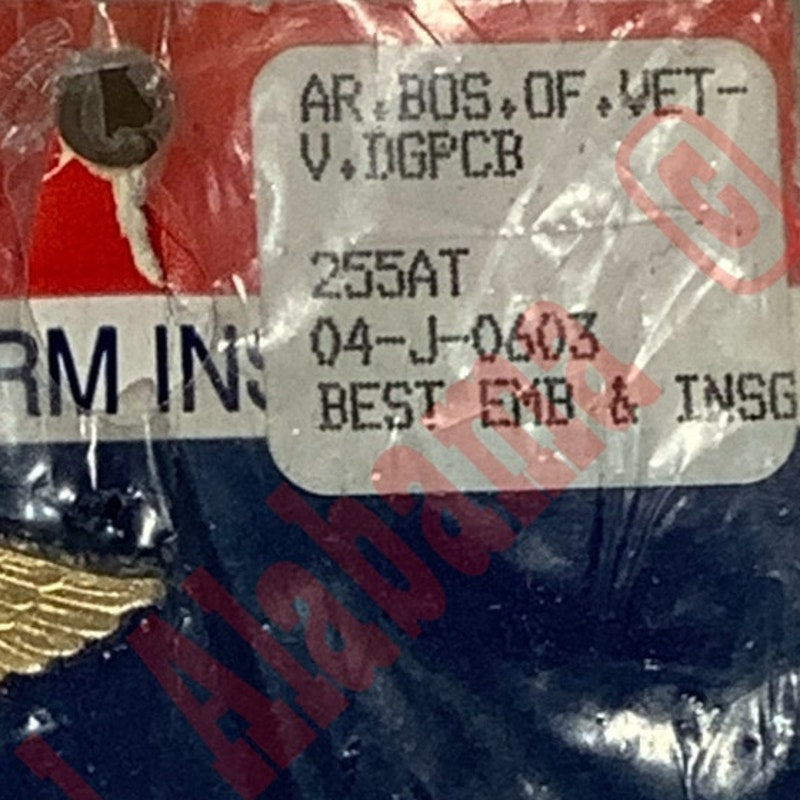 AR.BOS.OF.VET-
V.DGPCB
255AT
04-J-0603
BEST EMB & INSG
RM INS
Alabama ©